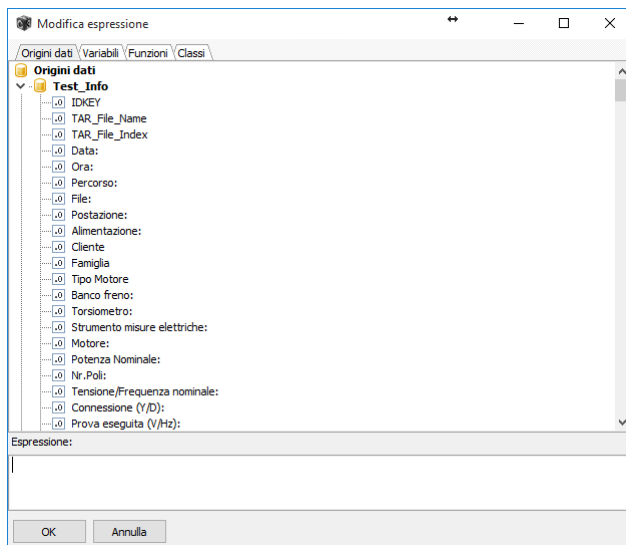 Modifica espressione
Origini dati Variabili Funzioni Classi
Origini dati
Test_Info
IDKEY
TAR_File_Name
TAR_File_Index
Data:
Ora:
Percorso:
File:
Postazione:
Alimentazione:
Cliente
Famiglia
Tipo Motore
Banco freno:
Torsiometro:
Strumento misure elettriche:
Motore:
Potenza Nominale:
Nr.Poli:
Tensione/Frequenza nominale:
Connessione (Y/D):
Prova eseguita (V/Hz):
Espressione:
OK Annulla